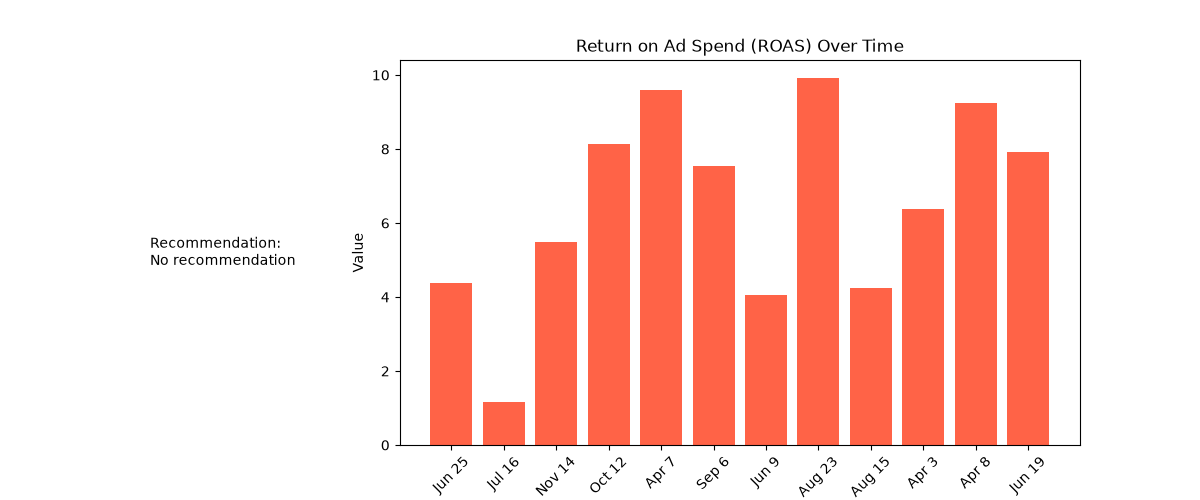 Return on Ad Spend (ROAS) Over Time
Recommendation:
No recommendation
Value
10
8
6
4
2
0
Jun 25
Jul 16
Nov 14
Oct 12
Apr 7
Sep 6
Jun 9
Aug 23
Aug 15
Apr 3
Apr 8
Jun 19